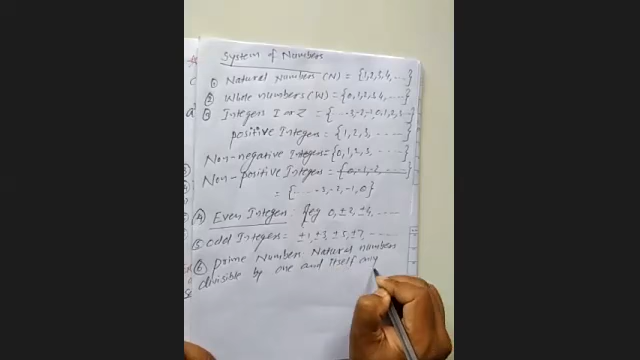 System of Numbers
① Natural Numbers (N) = {1,2,3,4,.....}
② Whole numbers (W) = {0,1,2,3,4,.....}
③ Integers I or Z = {....-3,-2,-1,0,1,2,3....}
positive Integers = {1,2,3,......}
Non-negative Integers = {0,1,2,3,......}
Non-positive Integers = {0,-1,-2,......}
= {.....-3,-2,-1,0}
④ Even Integers {eg 0,±2,±4,......
⑤ Odd Integers = ±1,±3,±5,±7,......
⑥ Prime Number: Natural numbers
divisible by one and itself only